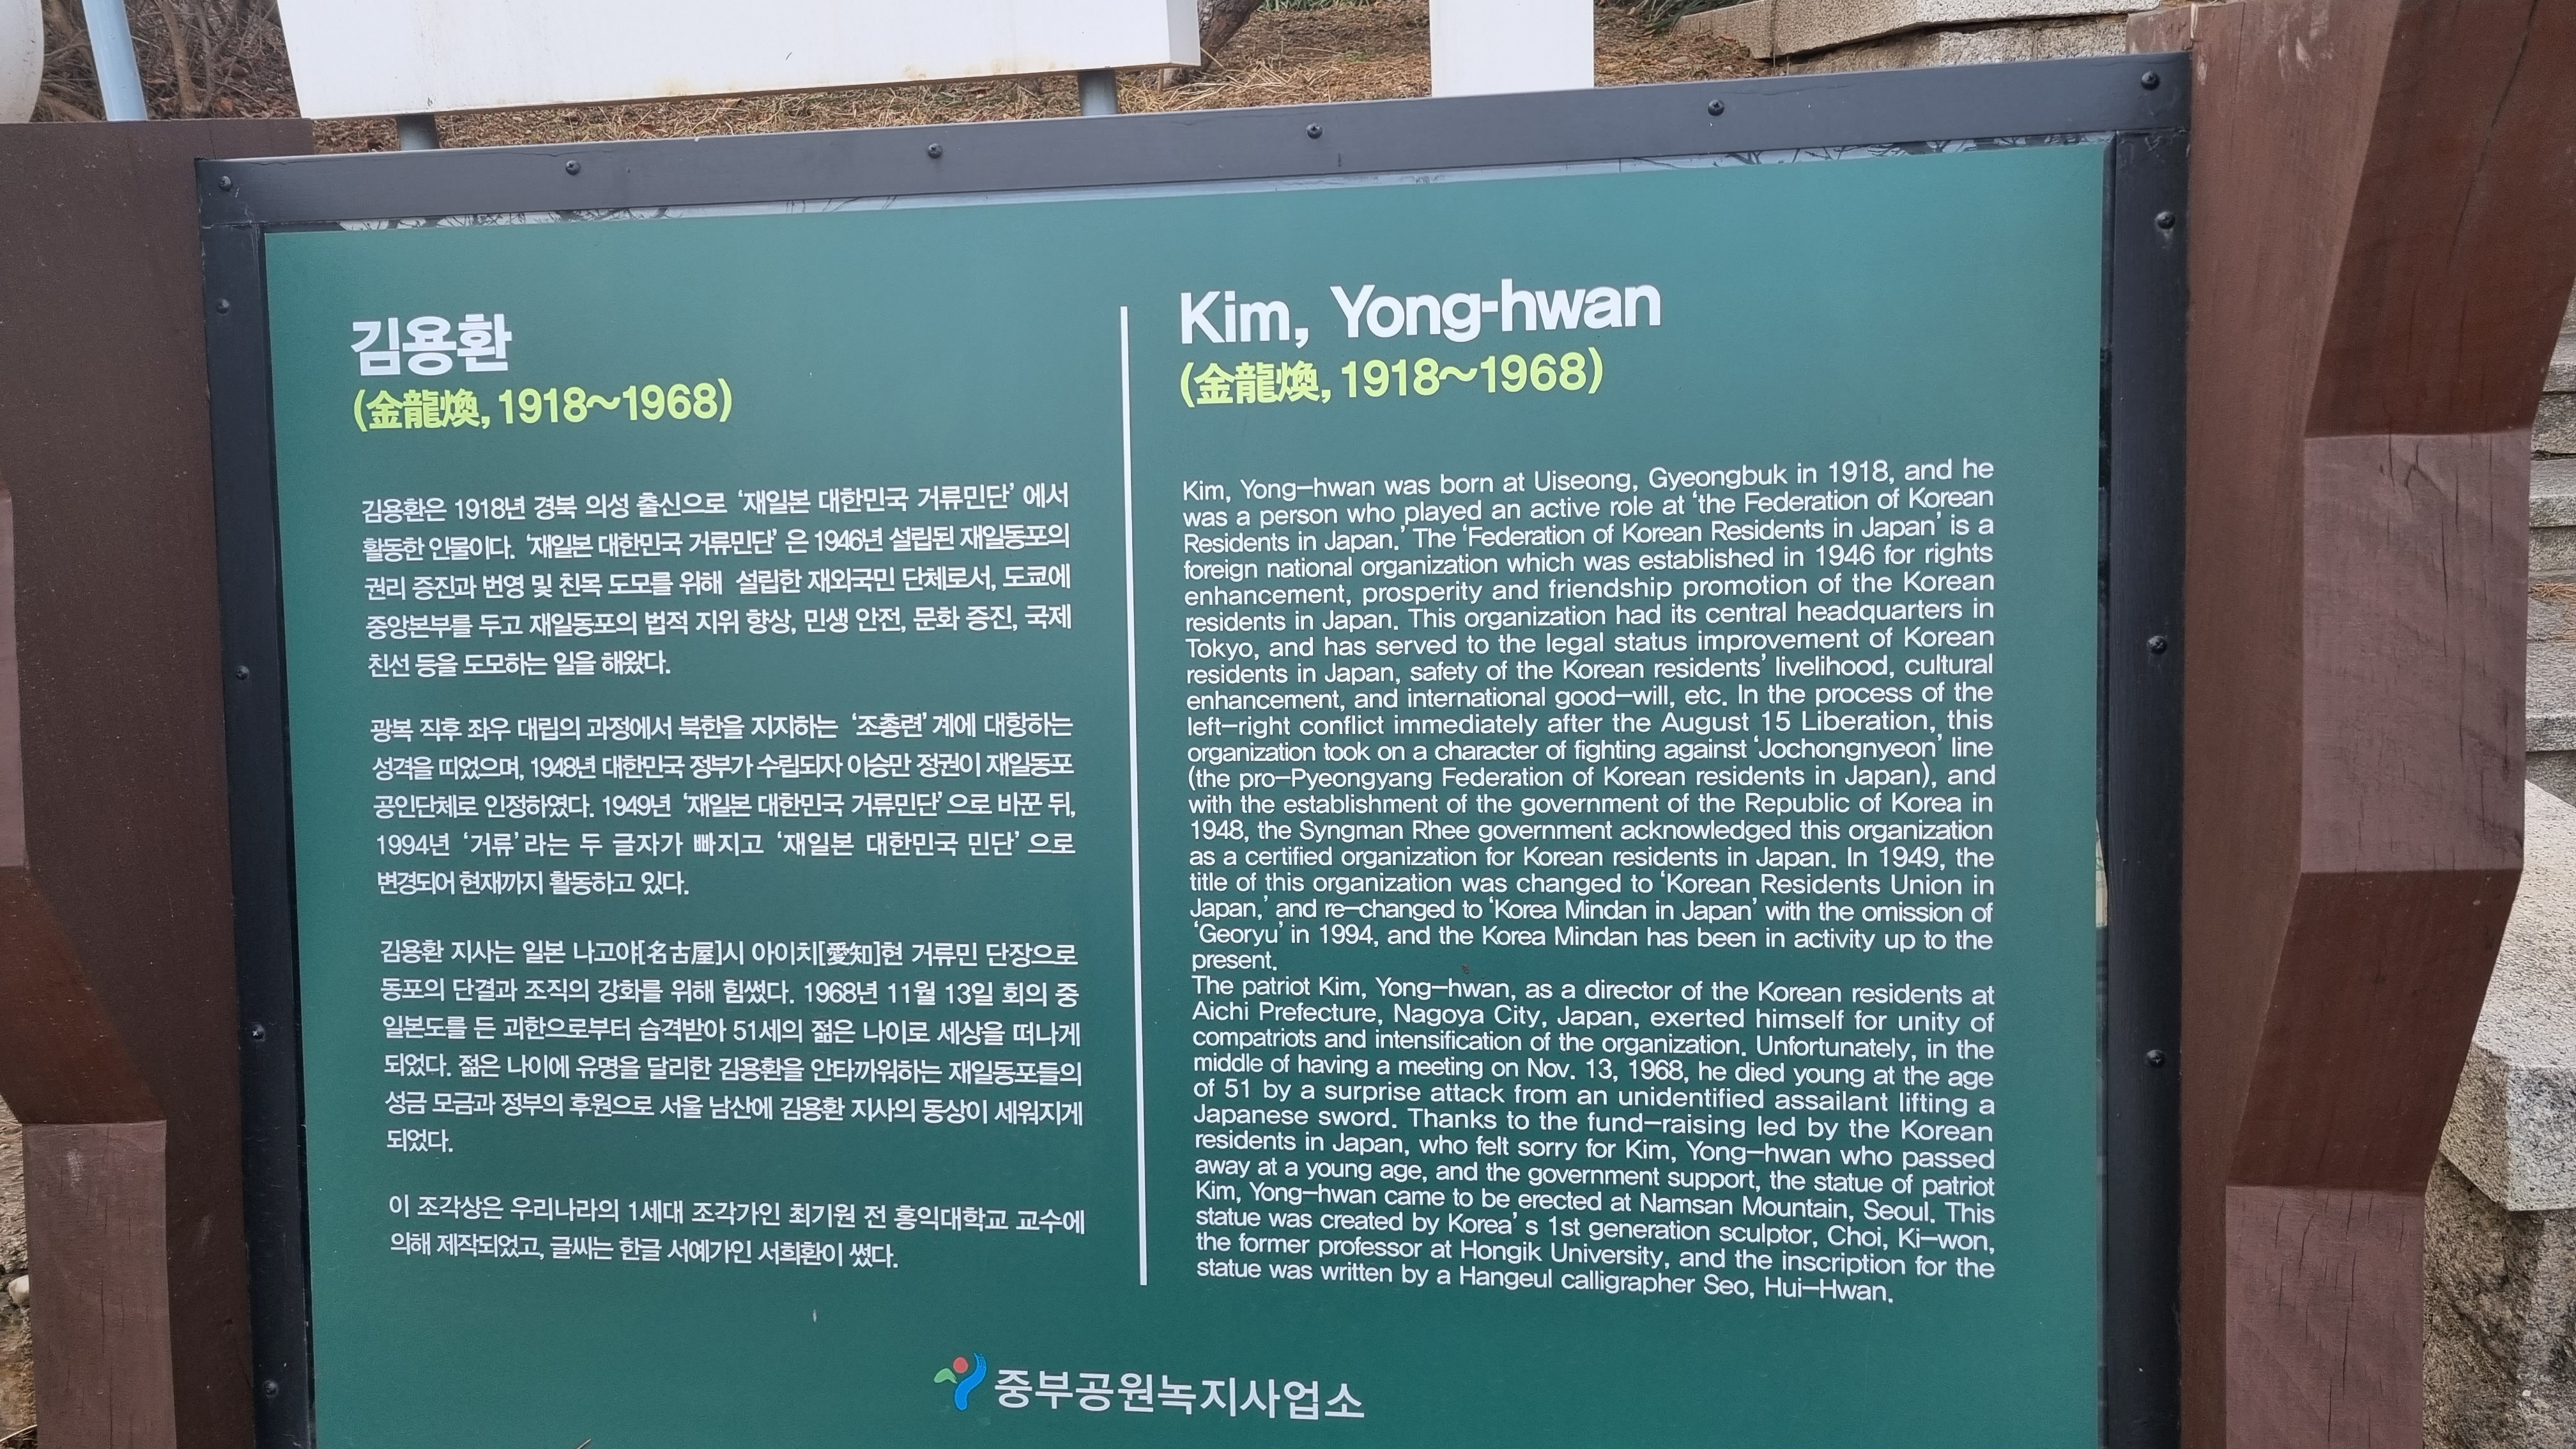 김용환
(金龍煥, 1918~1968)
김용환은 1918년 경북 의성 출신으로 '재일본 대한민국 거류민단' 에서
활동한 인물이다. '재일본 대한민국 거류민단' 은 1946년 설립된 재일동포의
권리 증진과 번영 및 친목 도모를 위해 설립한 재외국민 단체로서, 도쿄에
중앙본부를 두고 재일동포의 법적 지위 향상, 민생 안전, 문화 증진, 국제
친선 등을 도모하는 일을 해왔다.
광복 직후 좌우 대립의 과정에서 북한을 지지하는 '조총련' 계에 대항하는
성격을 띠었으며, 1948년 대한민국 정부가 수립되자 이승만 정권이 재일동포
공인단체로 인정하였다. 1949년 '재일본 대한민국 거류민단' 으로 바꾼 뒤,
1994년 '거류' 라는 두 글자가 빠지고 '재일본 대한민국 민단' 으로
변경되어 현재까지 활동하고 있다.
김용환 지사는 일본 나고야[名古屋]시 아이치[愛知]현 거류민 단장으로
동포의 단결과 조직의 강화를 위해 힘썼다. 1968년 11월 13일 회의 중
일본도를 든 괴한으로부터 습격받아 51세의 젊은 나이로 세상을 떠나게
되었다. 젊은 나이에 유명을 달리한 김용환을 안타까워하는 재일동포들의
성금 모금과 정부의 후원으로 서울 남산에 김용환 지사의 동상이 세워지게
되었다.
이 조각상은 우리나라의 1세대 조각가인 최기원 전 홍익대학교 교수에
의해 제작되었고, 글씨는 한글 서예가인 서희환이 썼다.
Kim, Yong-hwan
(金龍煥, 1918~1968)
Kim, Yong-hwan was born at Uiseong, Gyeongbuk in 1918, and he
was a person who played an active role at 'the Federation of Korean
Residents in Japan.' The 'Federation of Korean Residents in Japan' is a
foreign national organization which was established in 1946 for rights
enhancement, prosperity and friendship promotion of the Korean
residents in Japan. This organization had its central headquarters in
Tokyo, and has served to the legal status improvement of Korean
residents in Japan, safety of the Korean residents' livelihood, cultural
enhancement, and international good-will, etc. In the process of the
left-right conflict immediately after the August 15 Liberation, this
organization took on a character of fighting against 'Jochongnyeon' line
(the pro-Pyeongyang Federation of Korean residents in Japan), and
with the establishment of the government of the Republic of Korea in
1948, the Syngman Rhee government acknowledged this organization
as a certified organization for Korean residents in Japan. In 1949, the
title of this organization was changed to 'Korean Residents Union in
Japan,' and re-changed to 'Korea Mindan in Japan' with the omission of
'Georyu' in 1994, and the Korea Mindan has been in activity up to the
present.
The patriot Kim, Yong-hwan, as a director of the Korean residents at
Aichi Prefecture, Nagoya City, Japan, exerted himself for unity of
compatriots and intensification of the organization. Unfortunately, in the
middle of having a meeting on Nov. 13, 1968, he died young at the age
of 51 by a surprise attack from an unidentified assailant lifting a
Japanese sword. Thanks to the fund-raising led by the Korean
residents in Japan, who felt sorry for Kim, Yong-hwan who passed
away at a young age, and the government support, the statue of patriot
Kim, Yong-hwan came to be erected at Namsan Mountain, Seoul. This
statue was created by Korea's 1st generation sculptor, Choi, Ki-won,
the former professor at Hongik University, and the inscription for the
statue was written by a Hangeul calligrapher Seo, Hui-Hwan.
중부공원녹지사업소